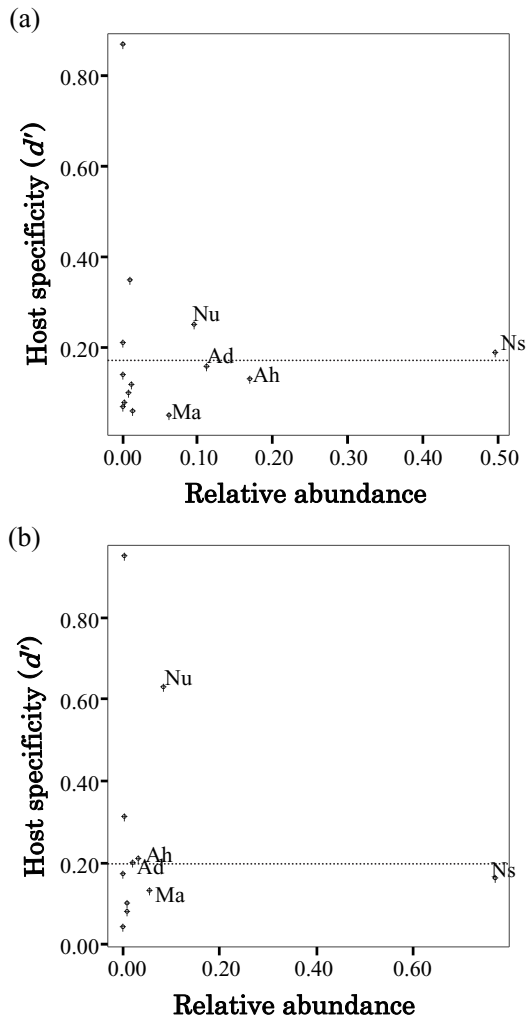 (a)
0.80
0.60
0.40
0.20
Host specificity (d')
Nu
Ns
Ad
Ah
Ma
0.00 0.10 0.20 0.30 0.40 0.50
Relative abundance
(b)
0.80
0.60
0.40
0.20
0.00
Host specificity (d')
Nu
Ah
Ad
Ns
Ma
0.00 0.20 0.40 0.60
Relative abundance